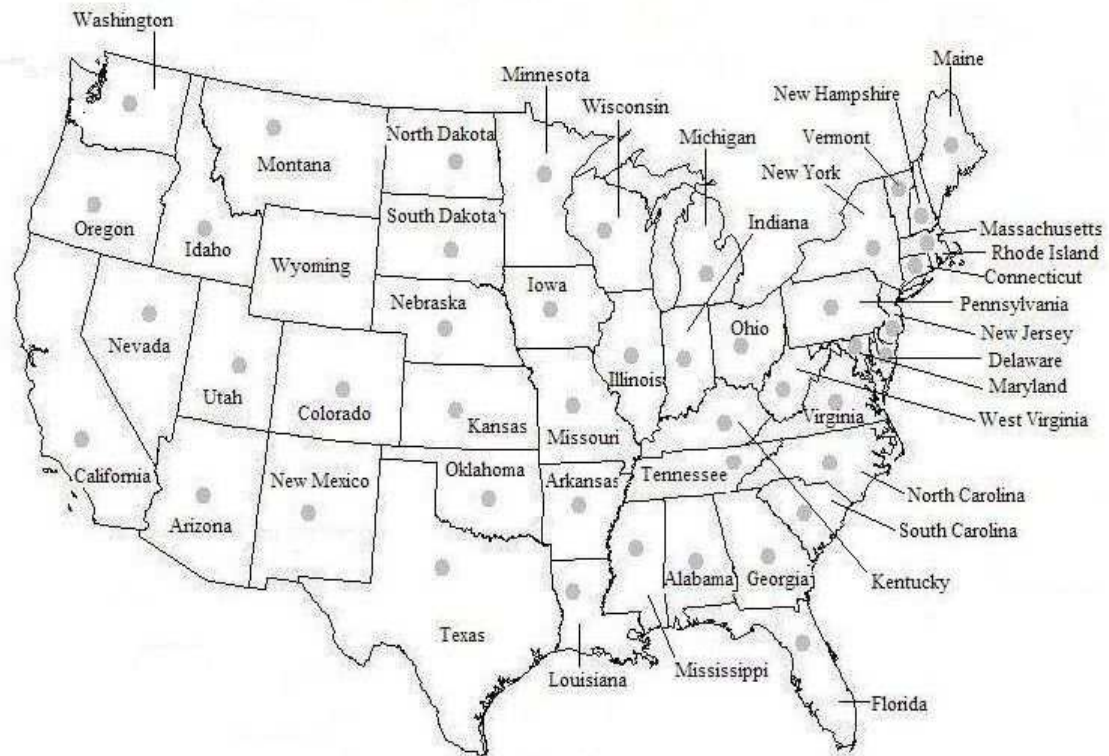 Washington
Maine
Minnesota
New Hampshire
Wisconsin
North Dakota
Michigan
Vermont
Montana
New York
South Dakota
Indiana
Oregon
Massachusetts
Idaho
Rhode Island
Wyoming
Connecticut
Iowa
Nebraska
Pennsylvania
Ohio
New Jersey
Nevada
Delaware
Illinois
Maryland
Utah
Colorado
Virginia
West Virginia
Kansas
Missouri
Oklahoma
Tennessee
California
New Mexico
Arkansas
North Carolina
Arizona
South Carolina
Alabama
Georgia
Kentucky
Texas
Mississippi
Louisiana
Florida